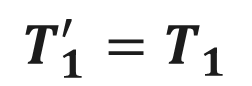 T′₁ = T₁